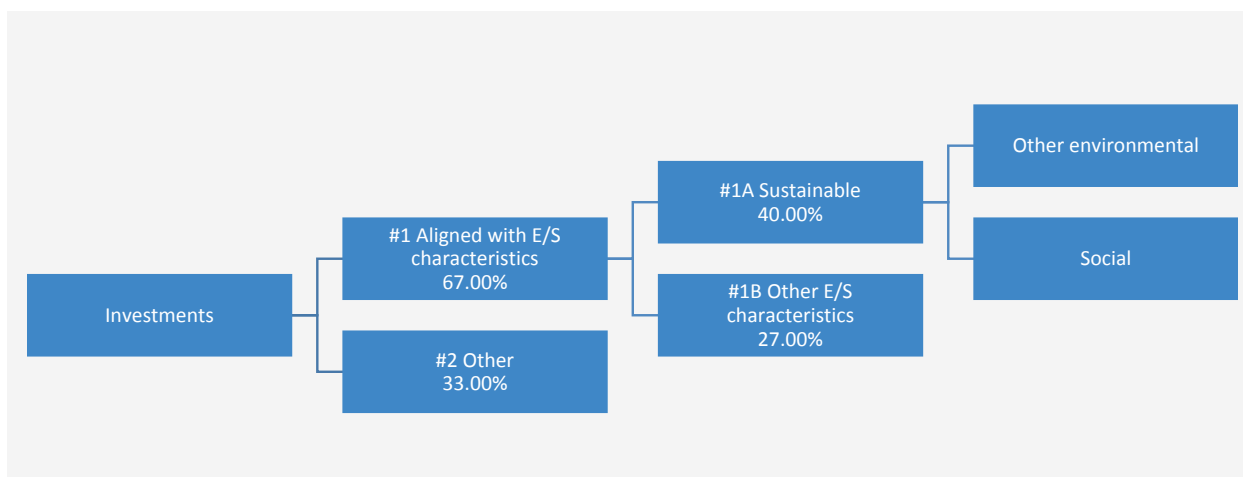 Investments
#1 Aligned with E/S
characteristics
67.00%
#2 Other
33.00%
#1A Sustainable
40.00%
#1B Other E/S
characteristics
27.00%
Other environmental
Social